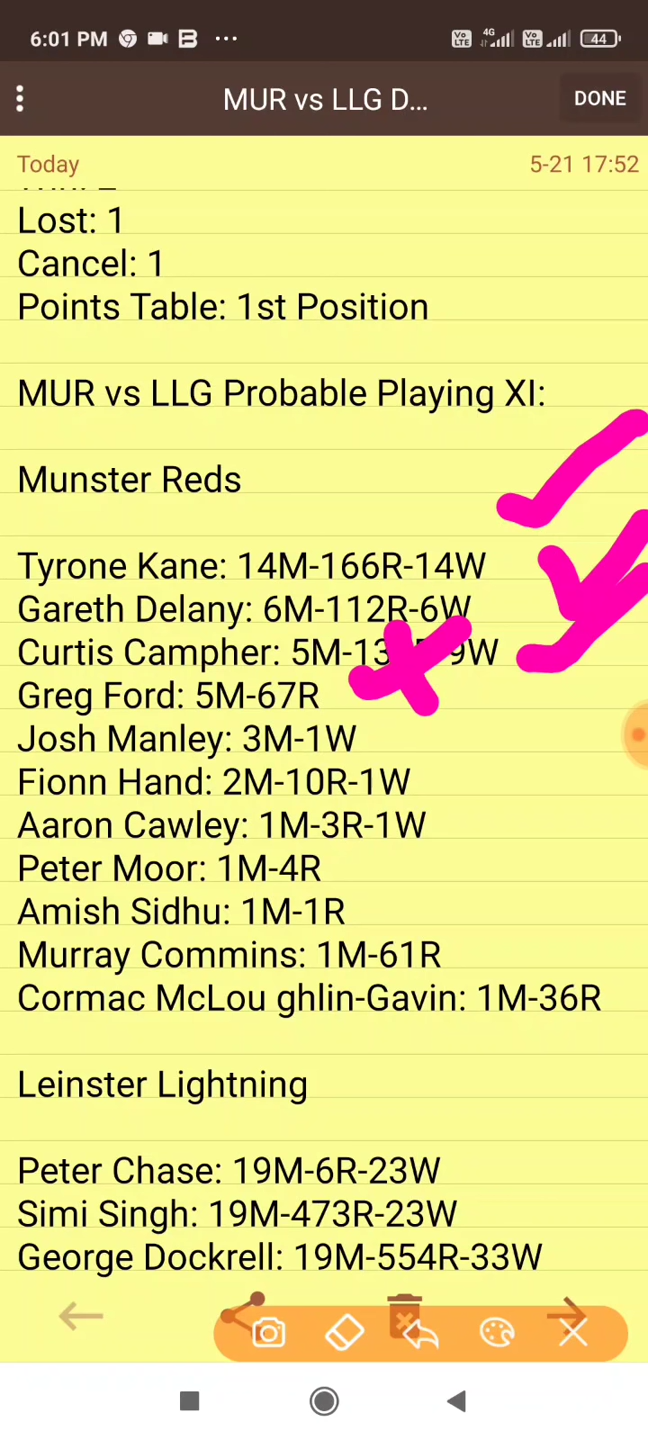 6:01 PM
4G
Vo LTE
Vo LTE
44
MUR vs LLG D...
DONE
Today
5-21 17:52
Lost: 1
Cancel: 1
Points Table: 1st Position
MUR vs LLG Probable Playing XI:
Munster Reds
Tyrone Kane: 14M-166R-14W
Gareth Delany: 6M-112R-6W
Curtis Campher: 5M-13
Greg Ford: 5M-67R
Josh Manley: 3M-1W
Fionn Hand: 2M-10R-1W
Aaron Cawley: 1M-3R-1W
Peter Moor: 1M-4R
Amish Sidhu: 1M-1R
Murray Commins: 1M-61R
Cormac McLou ghlin-Gavin: 1M-36R
Leinster Lightning
Peter Chase: 19M-6R-23W
Simi Singh: 19M-473R-23W
George Dockrell: 19M-554R-33W